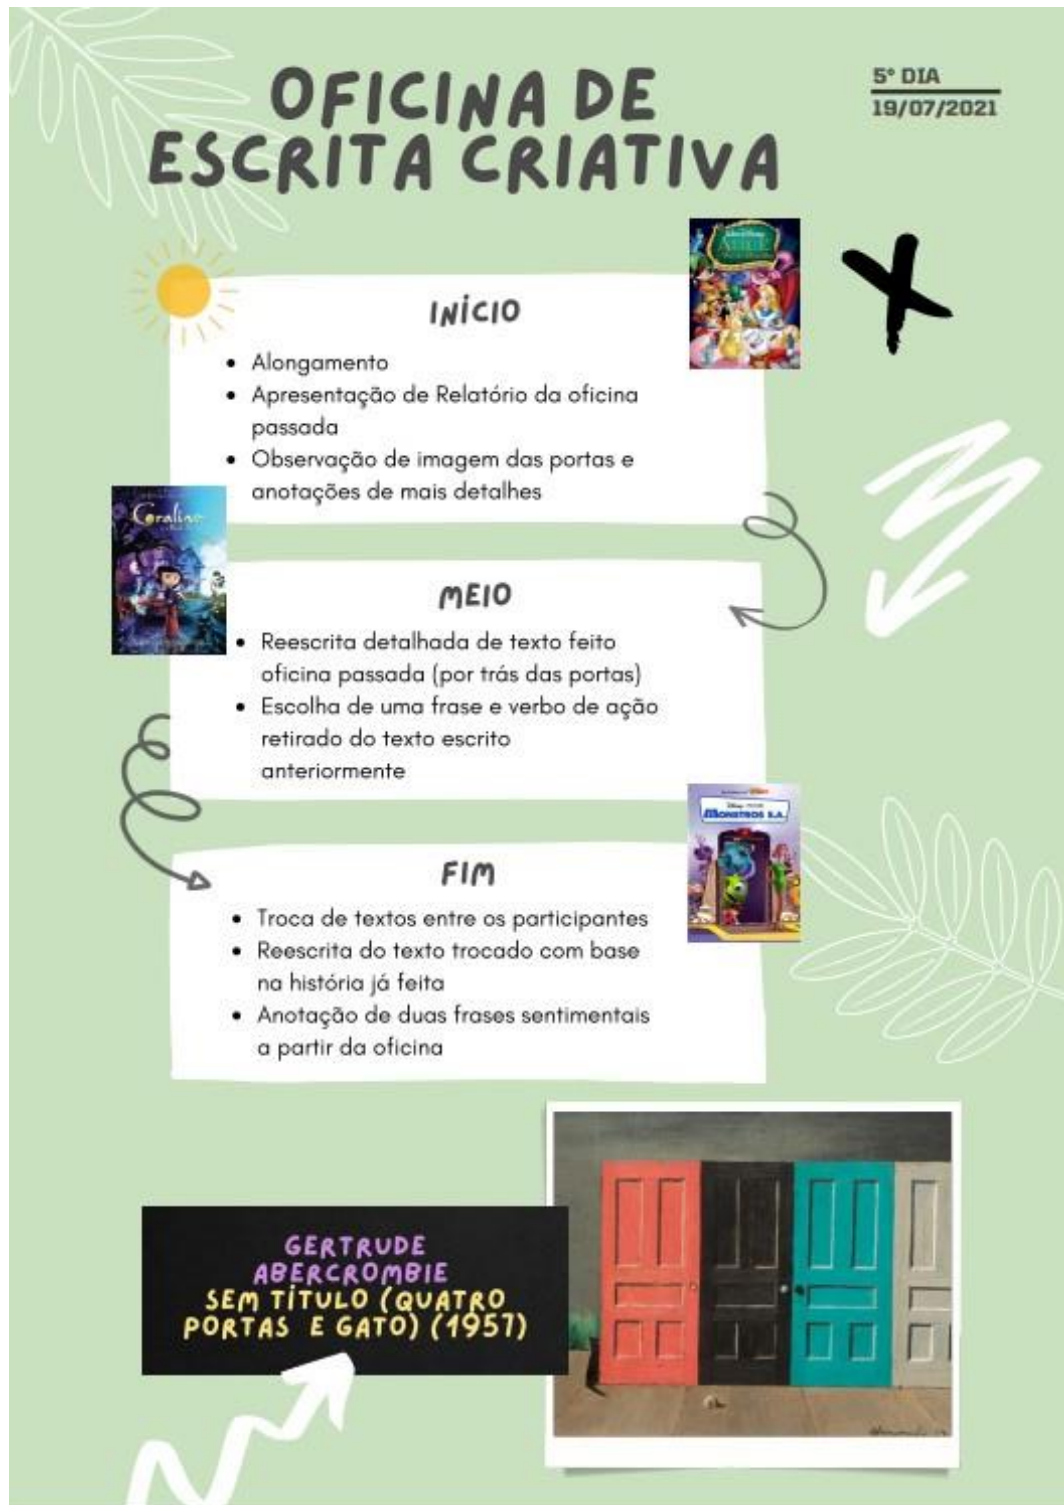 OFICINA DE
ESCRITA CRIATIVA
5° DIA
19/07/2021
INÍCIO
• Alongamento
• Apresentação de Relatório da oficina
passada
• Observação de imagem das portas e
anotações de mais detalhes
Coraline
MEIO
• Reescrita detalhada de texto feito
oficina passada (por trás das portas)
• Escolha de uma frase e verbo de ação
retirado do texto escrito
anteriormente
MONSTROS S.A.
FIM
• Troca de textos entre os participantes
• Reescrita do texto trocado com base
na história já feita
• Anotação de duas frases sentimentais
a partir da oficina
GERTRUDE
ABERCROMBIE
SEM TÍTULO (QUATRO
PORTAS E GATO) (1957)